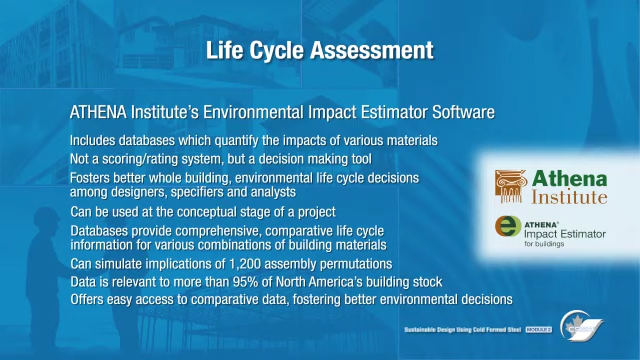 Life Cycle Assessment
ATHENA Institute's Environmental Impact Estimator Software
Includes databases which quantify the impacts of various materials
Not a scoring/rating system, but a decision making tool
Fosters better whole building, environmental life cycle decisions
among designers, specifiers and analysts
Can be used at the conceptual stage of a project
Databases provide comprehensive, comparative life cycle
information for various combinations of building materials
Can simulate implications of 1,200 assembly permutations
Data is relevant to more than 95% of North America's building stock
Offers easy access to comparative data, fostering better environmental decisions
Athena
Institute
ATHENA®
Impact Estimator
for buildings
Sustainable Design Using Cold Formed Steel MODULE 2